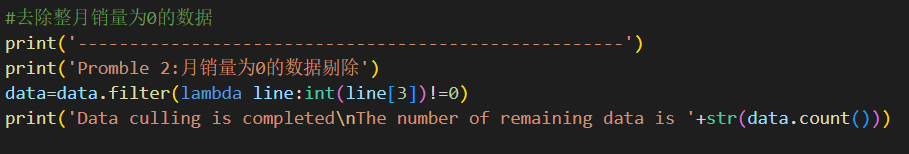 #去除整月销量为0的数据
print('-----------------------------------------------------')
print('Promble 2:月销量为0的数据剔除')
data=data.filter(lambda line:int(line[3])!=0)
print('Data culling is completed\nThe number of remaining data is '+str(data.count()))